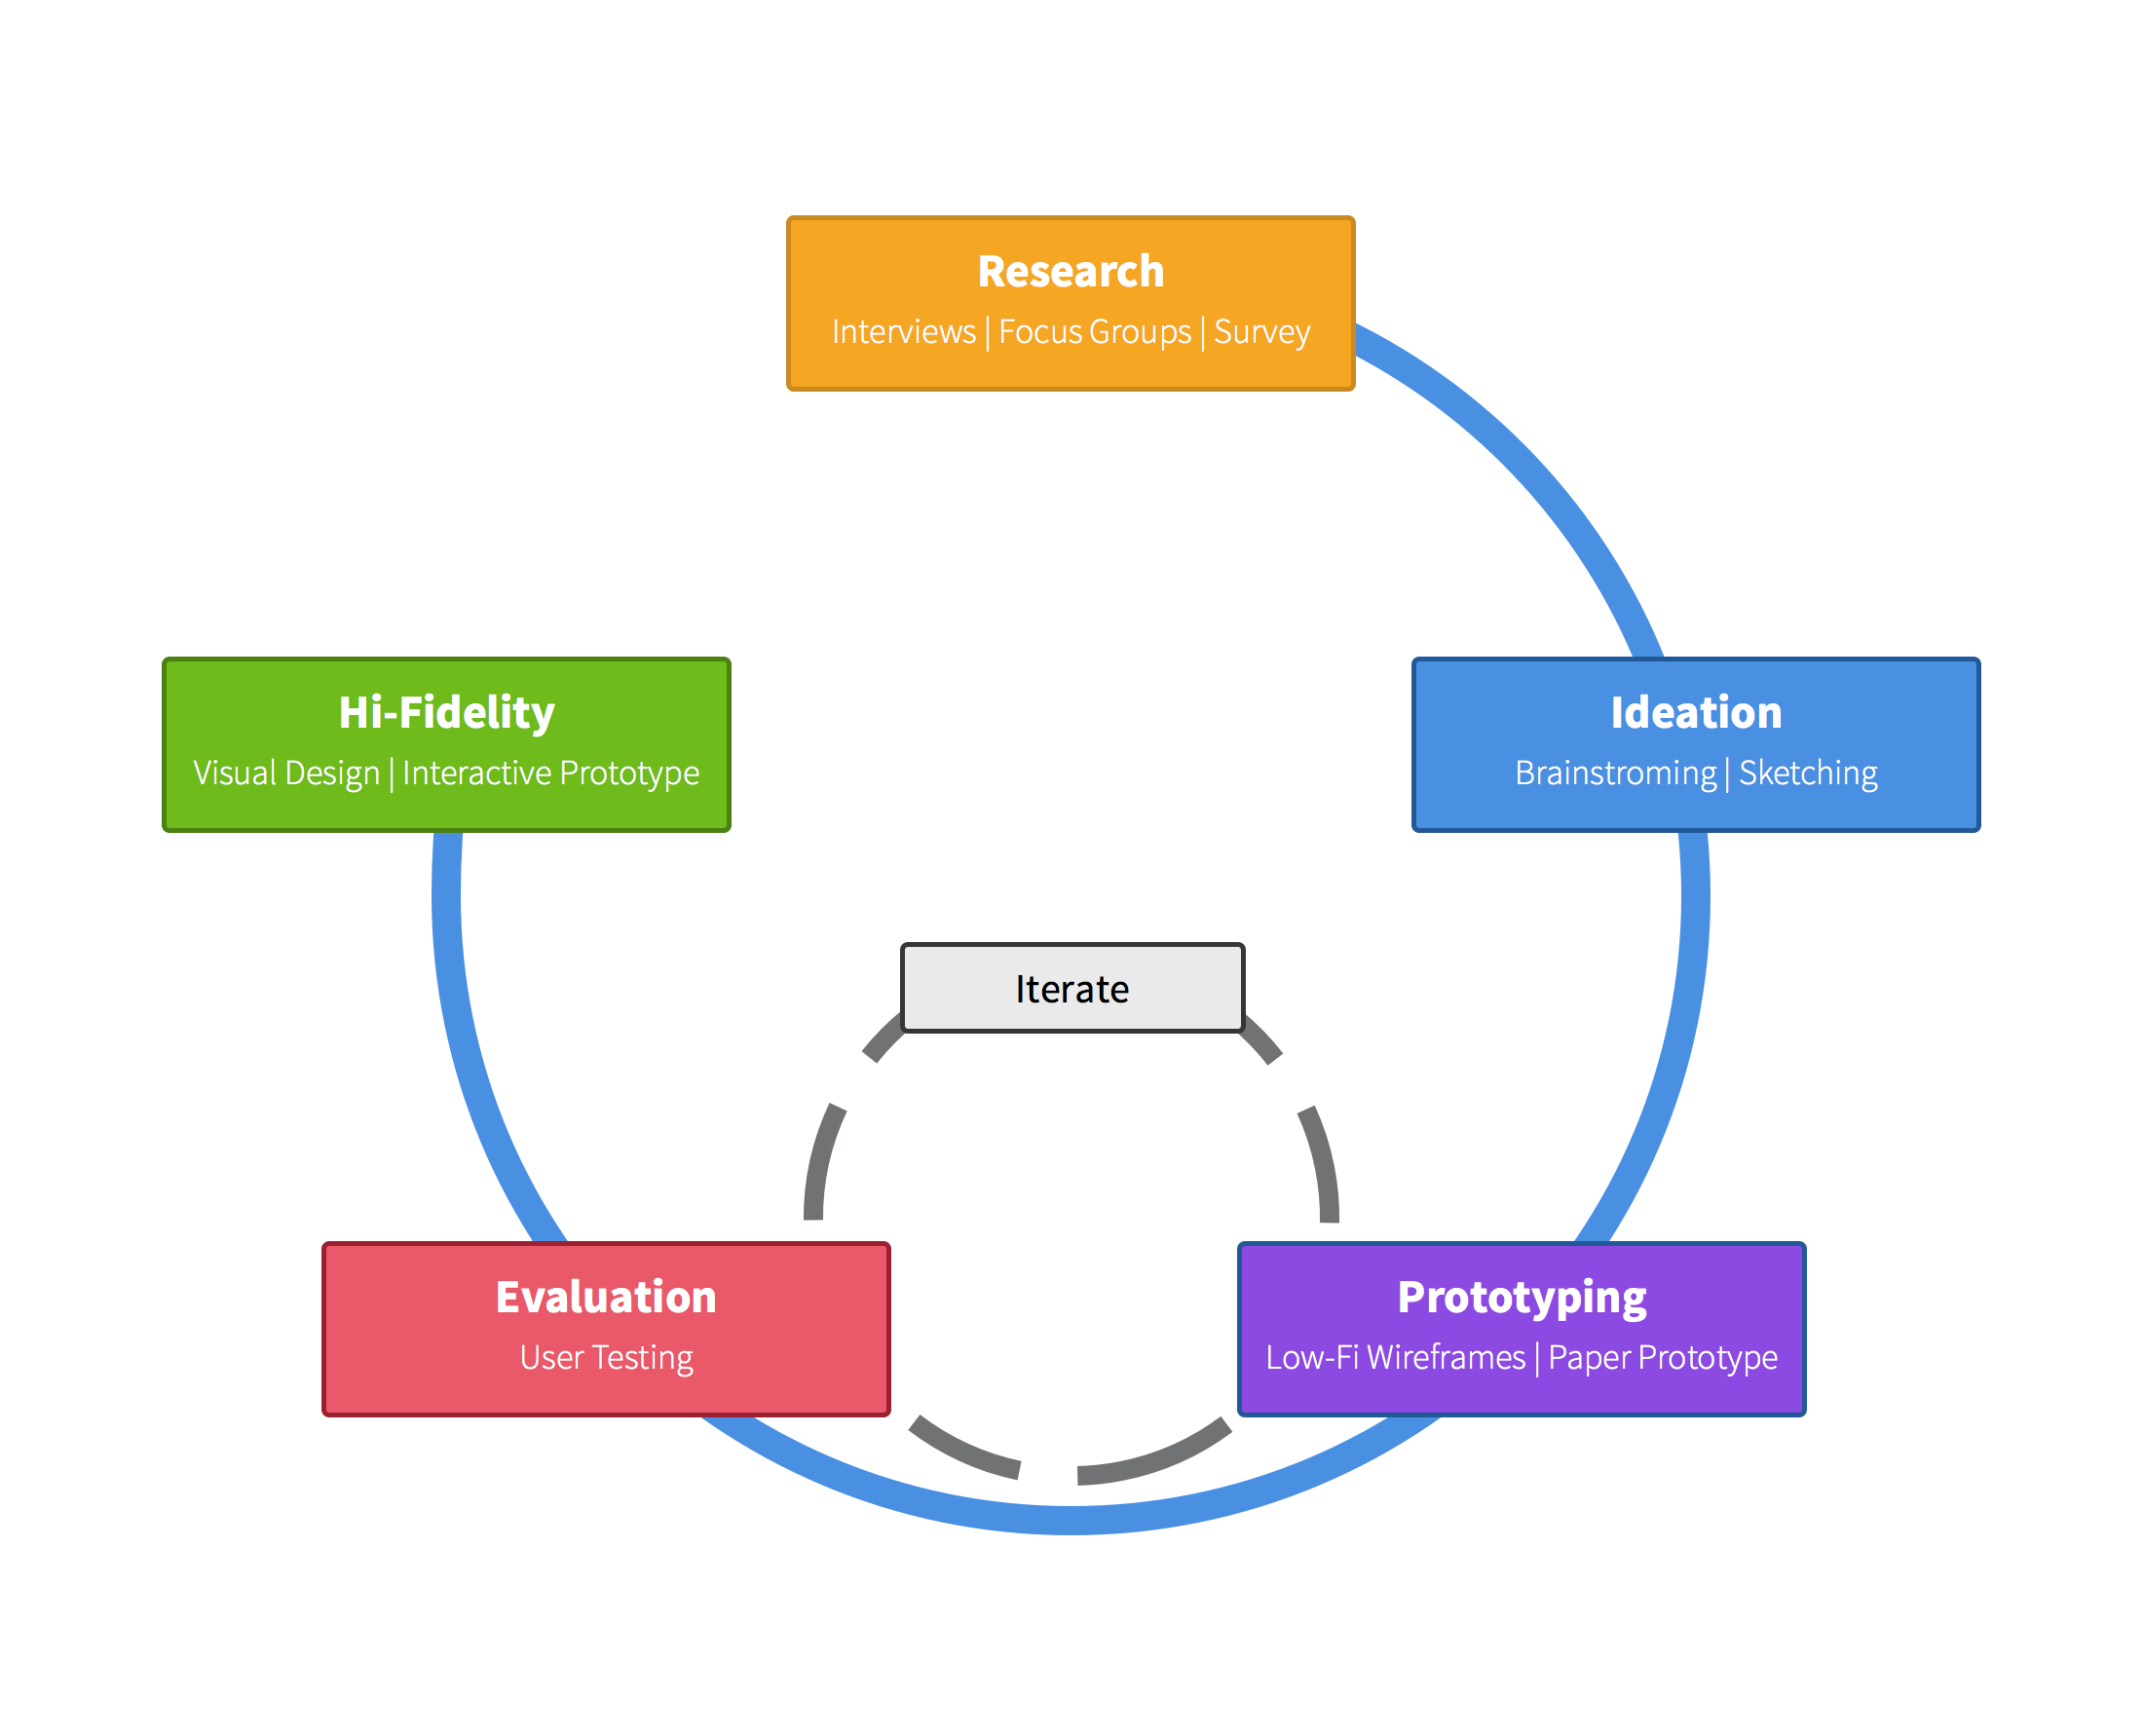 Research
Interviews | Focus Groups | Survey
Hi-Fidelity
Visual Design | Interactive Prototype
Ideation
Brainstroming | Sketching
Iterate
Evaluation
User Testing
Prototyping
Low-Fi Wireframes | Paper Prototype